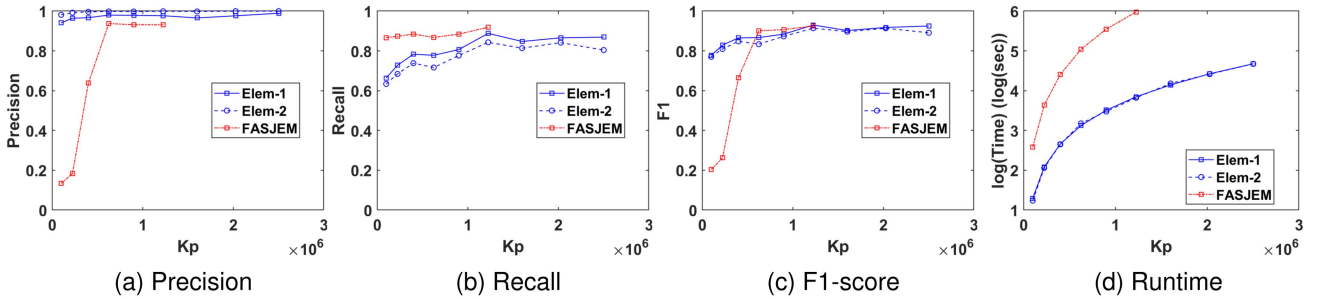 Precision
1
0.8
0.6
0.4
0.2
0
0 1 2 3
Kp
×10^6
Elem-1
Elem-2
FASJEM
(a) Precision
Recall
1
0.8
0.6
0.4
0.2
0
0 1 2 3
Kp
×10^6
Elem-1
Elem-2
FASJEM
(b) Recall
F1
1
0.8
0.6
0.4
0.2
0
0 1 2 3
Kp
×10^6
Elem-1
Elem-2
FASJEM
(c) F1-score
log(Time) (log(sec))
6
5
4
3
2
1
0 1 2 3
Kp
×10^6
Elem-1
Elem-2
FASJEM
(d) Runtime